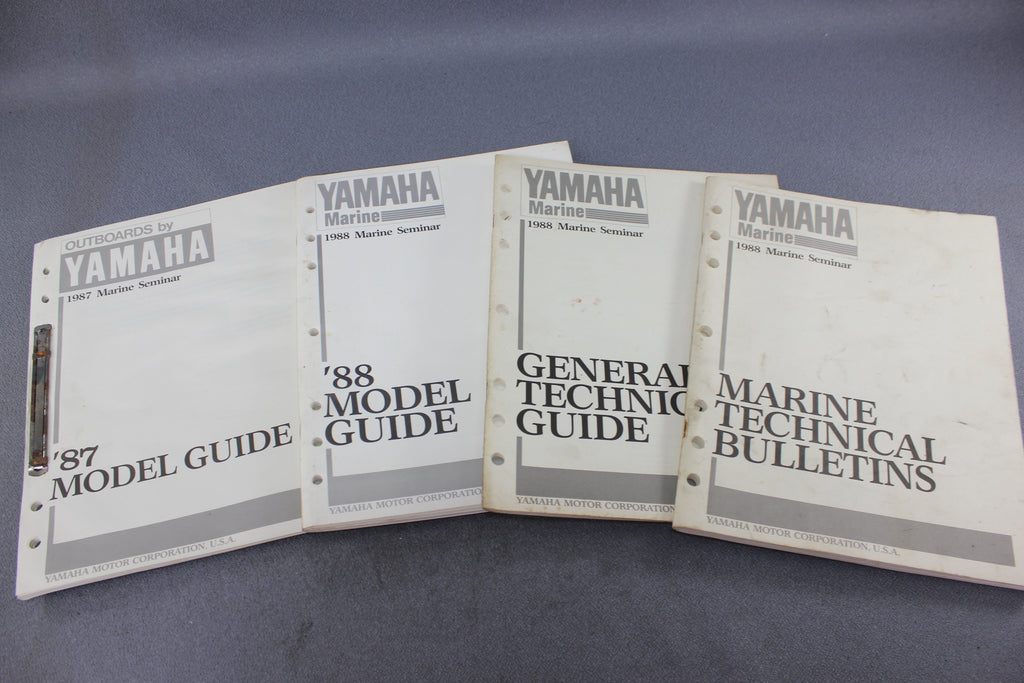 OUTBOARDS by
YAMAHA
1987 Marine Seminar
'87
MODEL GUIDE
YAMAHA MOTOR CORPORATION, U.S.A.
YAMAHA
Marine
1988 Marine Seminar
'88
MODEL
GUIDE
YAMAHA MOTOR CORPORATIO
YAMAHA
Marine
1988 Marine Seminar
GENERAL
TECHNIC
GUIDE
YAMAHA MOTOR CORPORATION
YAMAHA
Marine
1988 Marine Seminar
MARINE
TECHNICAL
BULLETINS
YAMAHA MOTOR CORPORATION, U.S.A.